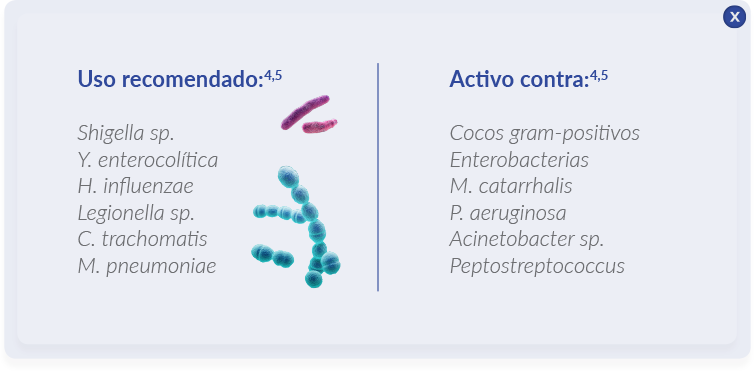 X
Uso recomendado:4,5
Shigella sp.
Y. enterocolítica
H. influenzae
Legionella sp.
C. trachomatis
M. pneumoniae
Activo contra:4,5
Cocos gram-positivos
Enterobacterias
M. catarrhalis
P. aeruginosa
Acinetobacter sp.
Peptostreptococcus